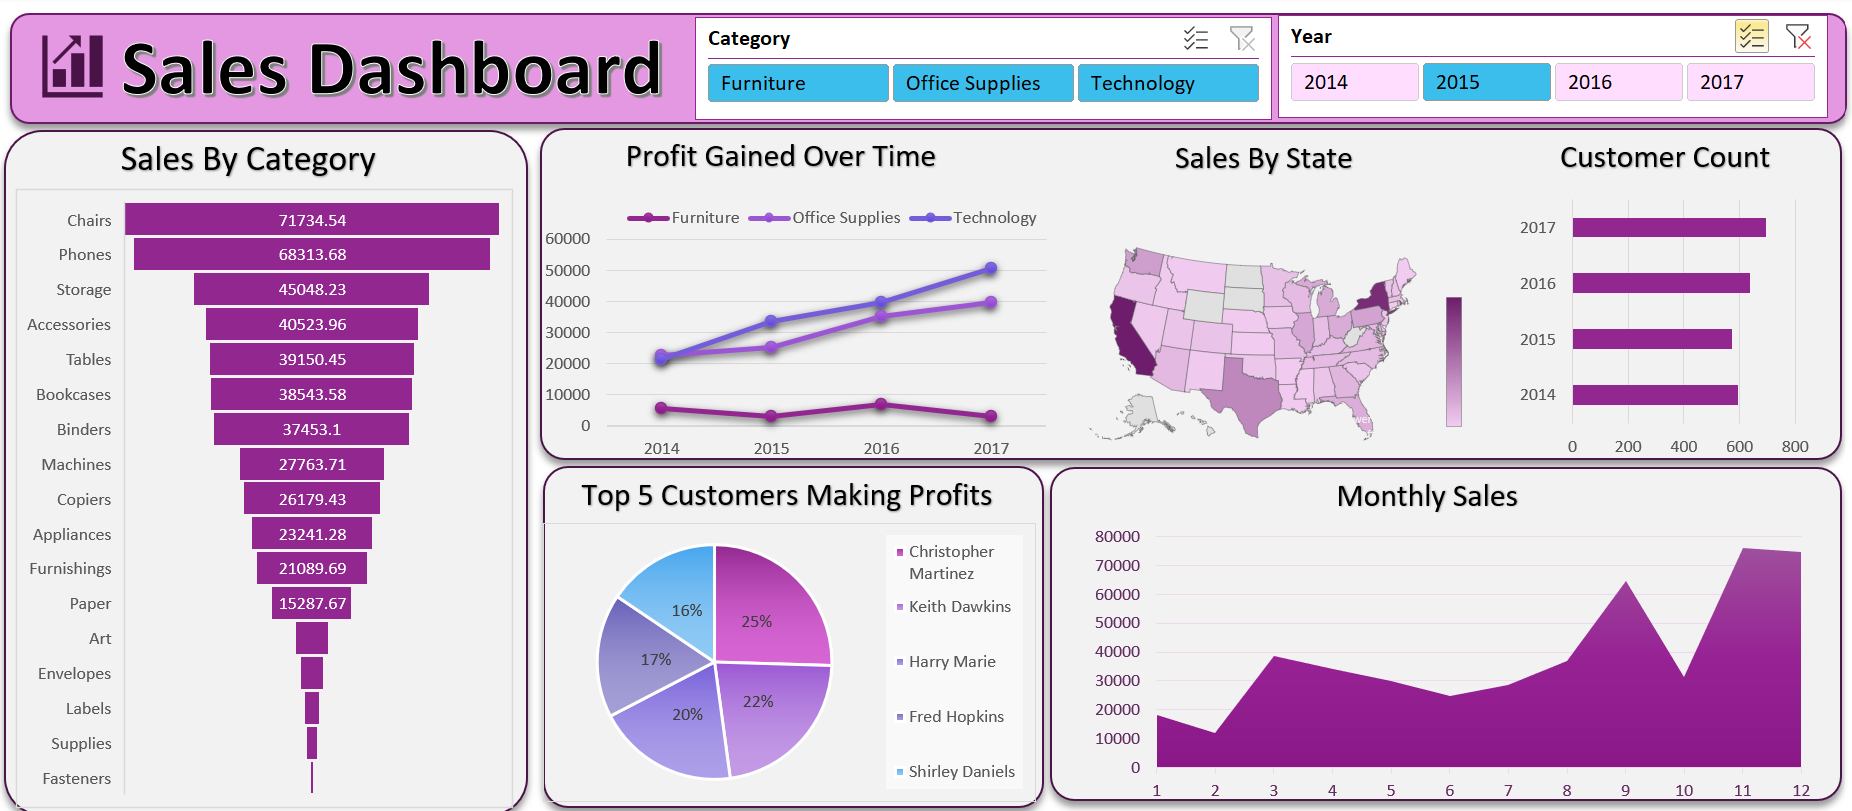 Sales Dashboard
Category
Furniture
Office Supplies
Technology
Year
2014
2015
2016
2017
Sales By Category
Chairs 71734.54
Phones 68313.68
Storage 45048.23
Accessories 40523.96
Tables 39150.45
Bookcases 38543.58
Binders 37453.1
Machines 27763.71
Copiers 26179.43
Appliances 23241.28
Furnishings 21089.69
Paper 15287.67
Art
Envelopes
Labels
Supplies
Fasteners
Profit Gained Over Time
Furniture Office Supplies Technology
60000
50000
40000
30000
20000
10000
0
2014 2015 2016 2017
Sales By State
Customer Count
2017
2016
2015
2014
0 200 400 600 800
Top 5 Customers Making Profits
25%
22%
20%
17%
16%
Christopher
Martinez
Keith Dawkins
Harry Marie
Fred Hopkins
Shirley Daniels
Monthly Sales
80000
70000
60000
50000
40000
30000
20000
10000
0
1 2 3 4 5 6 7 8 9 10 11 12